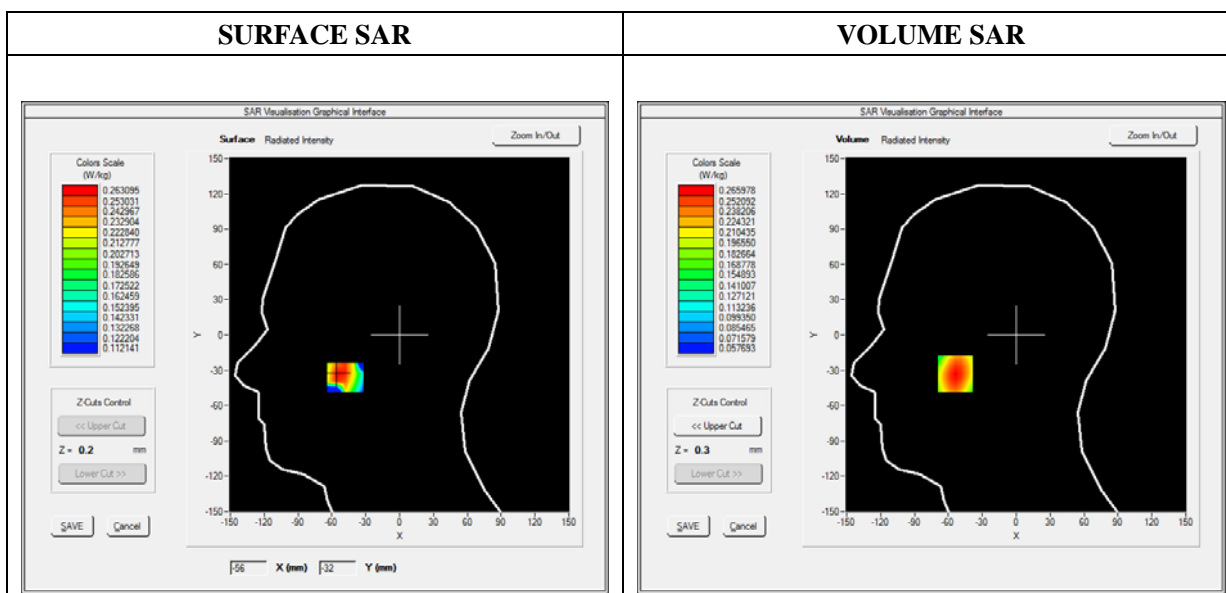 SURFACE SAR
VOLUME SAR
SAR Visualisation Graphical Interface
Surface Radiated Intensity
Zoom In/Out
Colors Scale
(W/kg)
0.263095
0.253031
0.242967
0.232904
0.222840
0.212777
0.202713
0.192649
0.182586
0.172522
0.162459
0.152395
0.142331
0.132268
0.122204
0.112141
Z-Cuts Control
<< Upper Cut
Z = 0.2 mm
Lower Cut >>
SAVE
Cancel
150
120
90
60
30
0
-30
-60
-90
-120
-150
Y
-150 -120 -90 -60 -30 0 30 60 90 120 150
X
-56 X (mm) -32 Y (mm)
SAR Visualisation Graphical Interface
Volume Radiated Intensity
Zoom In/Out
Colors Scale
(W/kg)
0.265978
0.252092
0.238206
0.224321
0.210435
0.196550
0.182664
0.168778
0.154893
0.141007
0.127121
0.113236
0.099350
0.085465
0.071579
0.057693
Z-Cuts Control
<< Upper Cut
Z = 0.3 mm
Lower Cut >>
SAVE
Cancel
150
120
90
60
30
0
-30
-60
-90
-120
-150
Y
-150 -120 -90 -60 -30 0 30 60 90 120 150
X